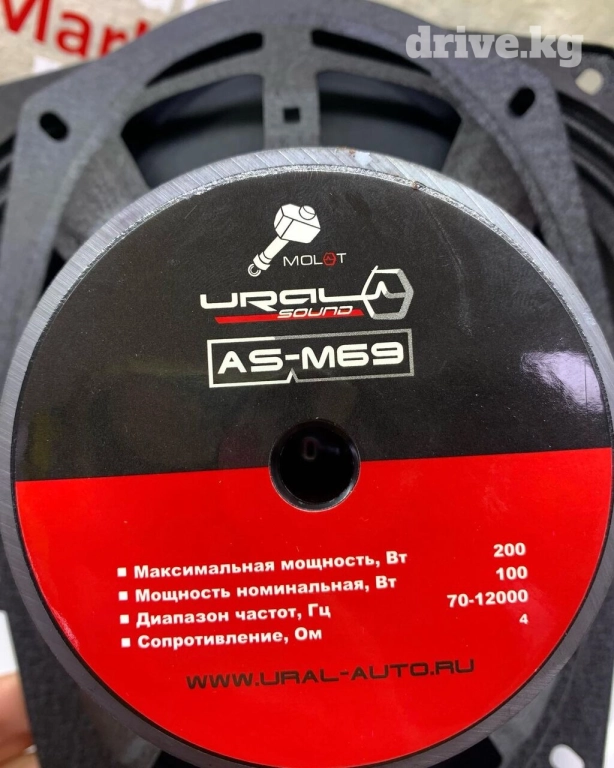 Mar
drive.kg
MOLOT
URAL
SOUND
AS-M69
Максимальная мощность, Вт 200
Мощность номинальная, Вт 100
Диапазон частот, Гц 70-12000
Сопротивление, Ом 4
WWW.URAL-AUTO.RU